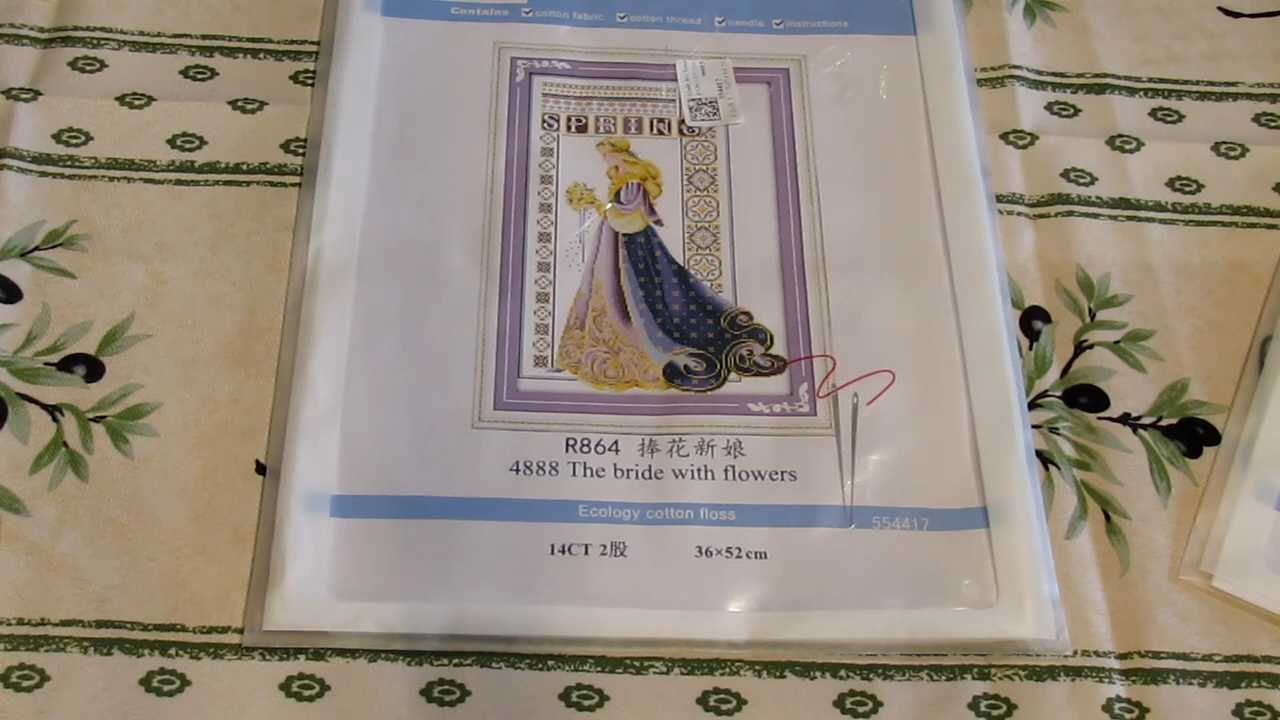 Contains ☑ cotton fabric ☑ cotton thread ☑ needle ☑ instructions
SPRING
554417
R864 捧花新娘
4888 The bride with flowers
Ecology cotton floss
554417
14CT 2股 36×52cm